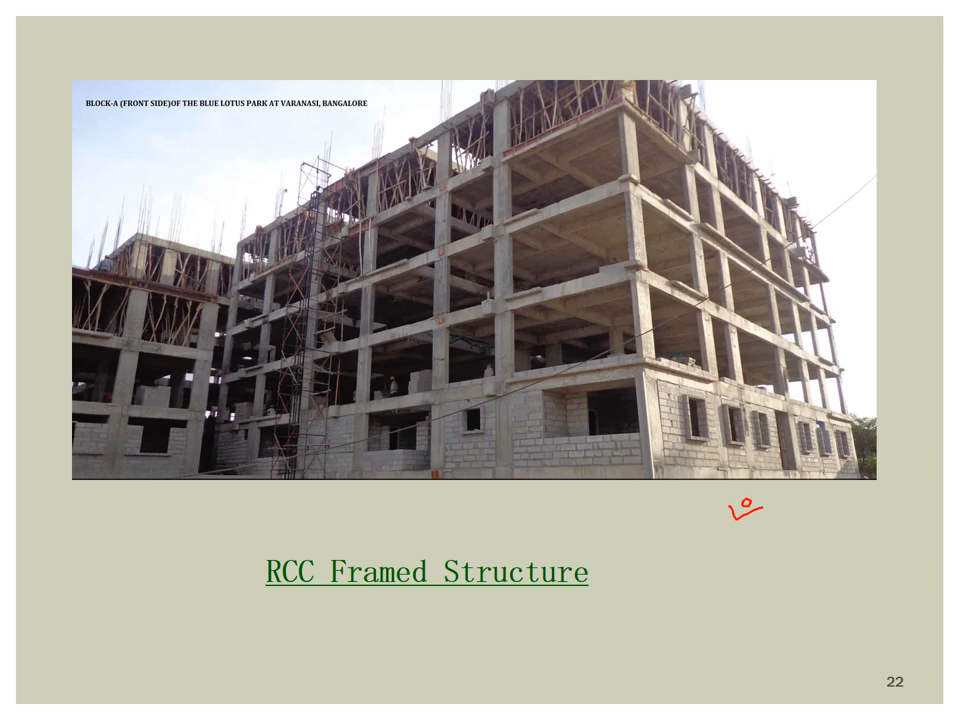 BLOCK-A (FRONT SIDE)OF THE BLUE LOTUS PARK AT VARANASI, BANGALORE
RCC Framed Structure
22